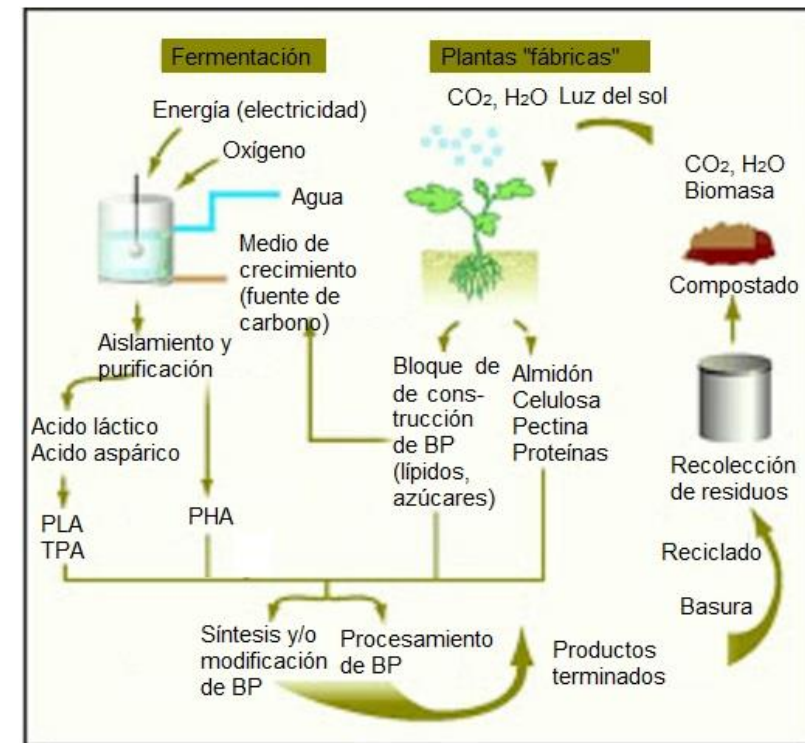 Fermentación
Plantas "fábricas"
Energía (electricidad)
Oxígeno
Agua
Medio de
crecimiento
(fuente de
carbono)
Aislamiento y
purificación
Acido láctico
Acido aspárico
PLA
TPA
PHA
CO2, H2O Luz del sol
Bloque de
de cons-
trucción
de BP
(lípidos,
azúcares)
Almidón
Celulosa
Pectina
Proteínas
CO2, H2O
Biomasa
Compostado
Recolección
de residuos
Reciclado
Basura
Síntesis y/o
modificación
de BP
Procesamiento
de BP
Productos
terminados